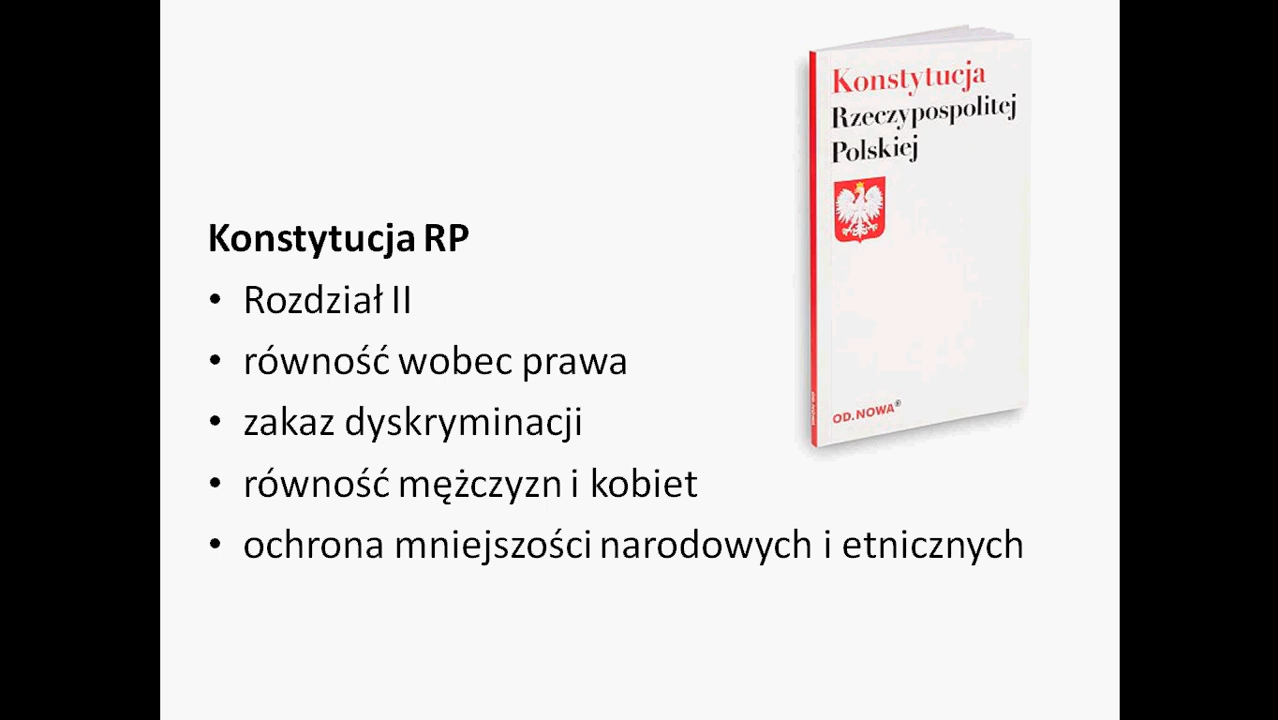 Konstytucja
Rzeczypospolitej
Polskiej
OD.NOWA®
Konstytucja RP
• Rozdział II
• równość wobec prawa
• zakaz dyskryminacji
• równość mężczyzn i kobiet
• ochrona mniejszości narodowych i etnicznych